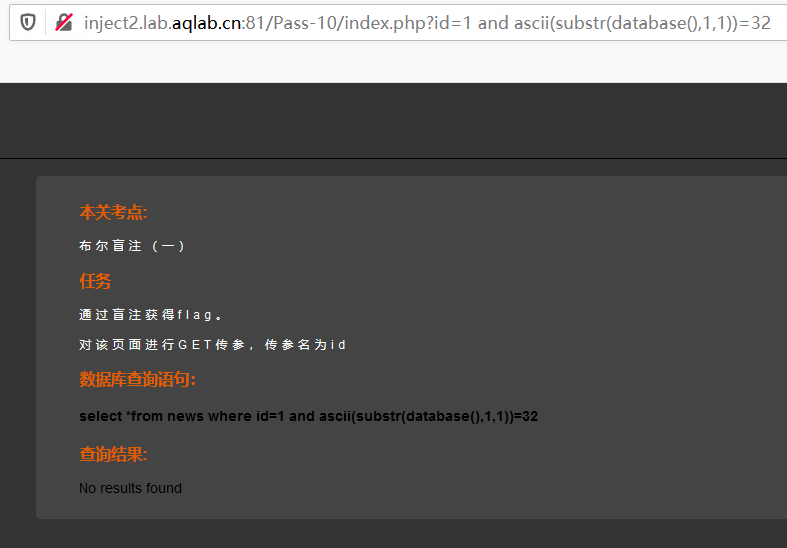 inject2.lab.aqlab.cn:81/Pass-10/index.php?id=1 and ascii(substr(database(),1,1))=32
本关考点:
布尔盲注（一）
任务
通过盲注获得flag。
对该页面进行GET传参，传参名为id
数据库查询语句:
select *from news where id=1 and ascii(substr(database(),1,1))=32
查询结果:
No results found